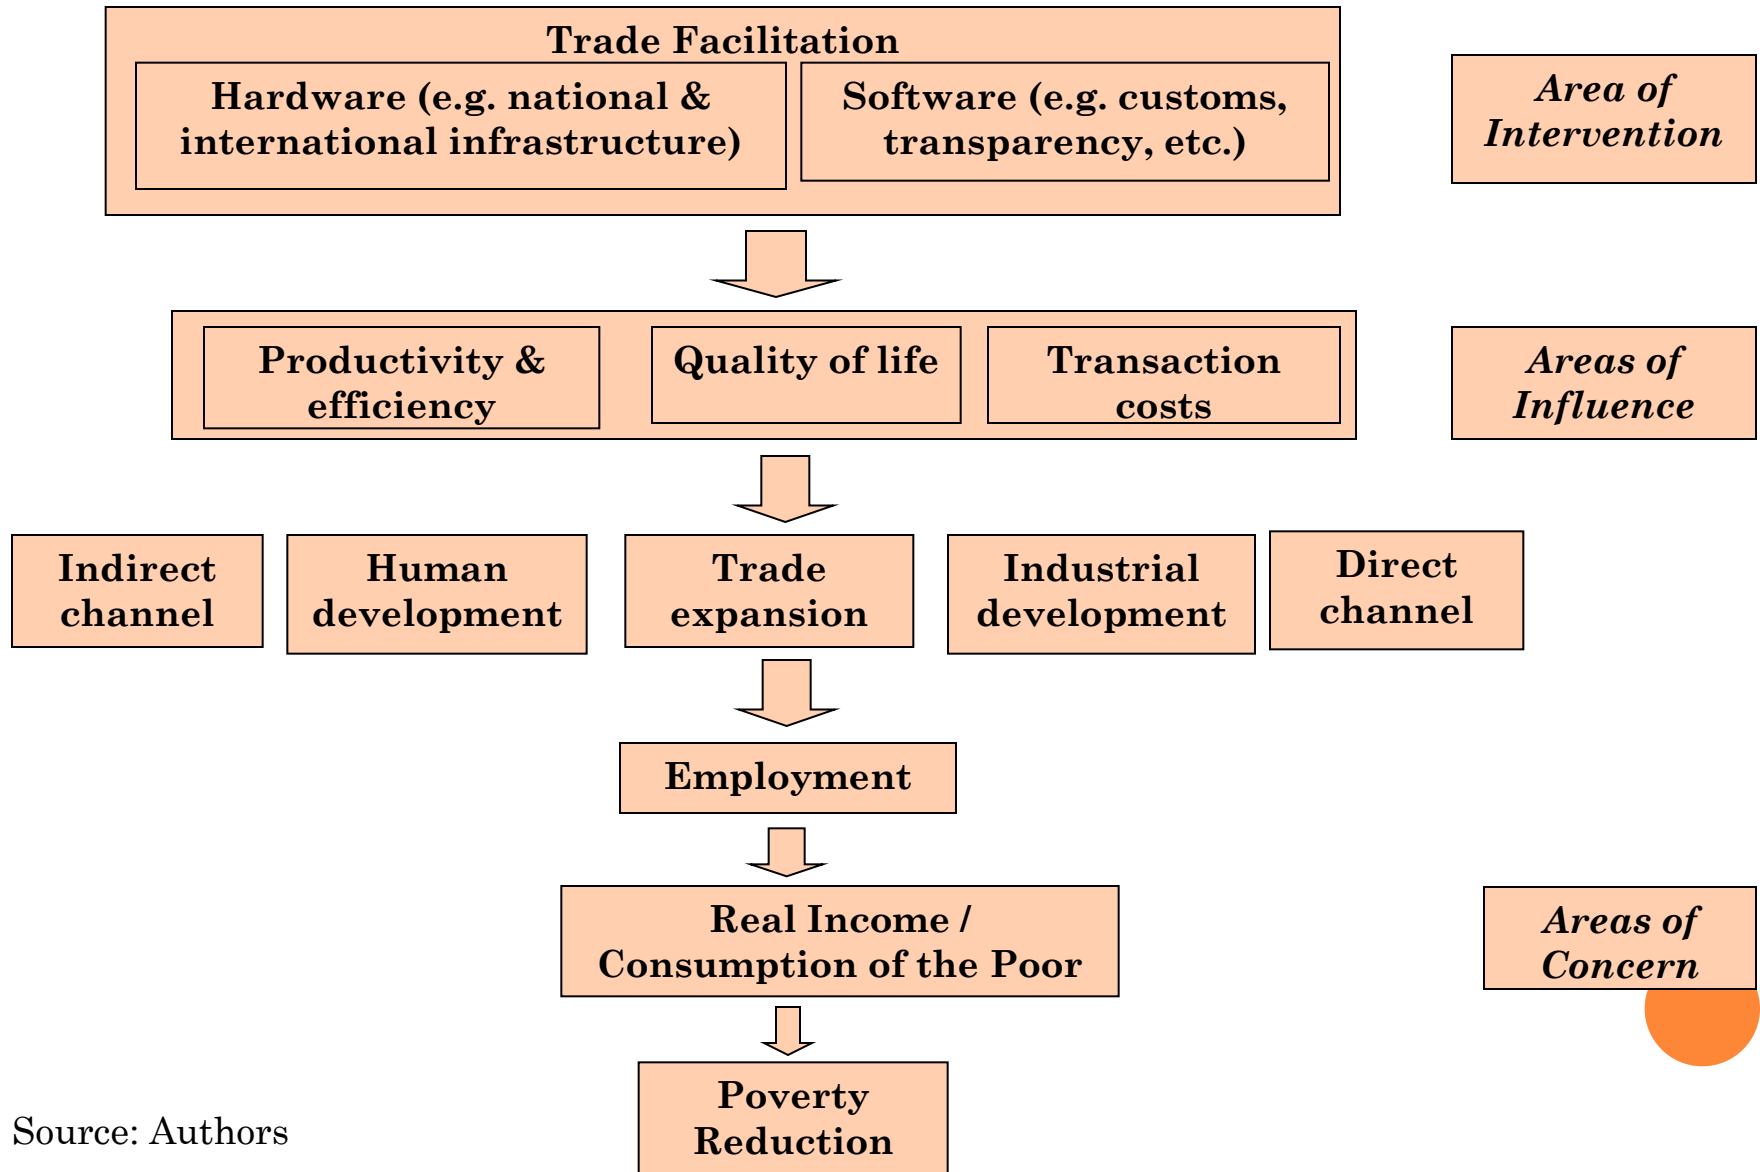 Trade Facilitation
Hardware (e.g. national &
international infrastructure)
Software (e.g. customs,
transparency, etc.)
Area of
Intervention
Productivity &
efficiency
Quality of life
Transaction
costs
Areas of
Influence
Indirect
channel
Human
development
Trade
expansion
Industrial
development
Direct
channel
Employment
Real Income /
Consumption of the Poor
Areas of
Concern
Poverty
Reduction
Source: Authors